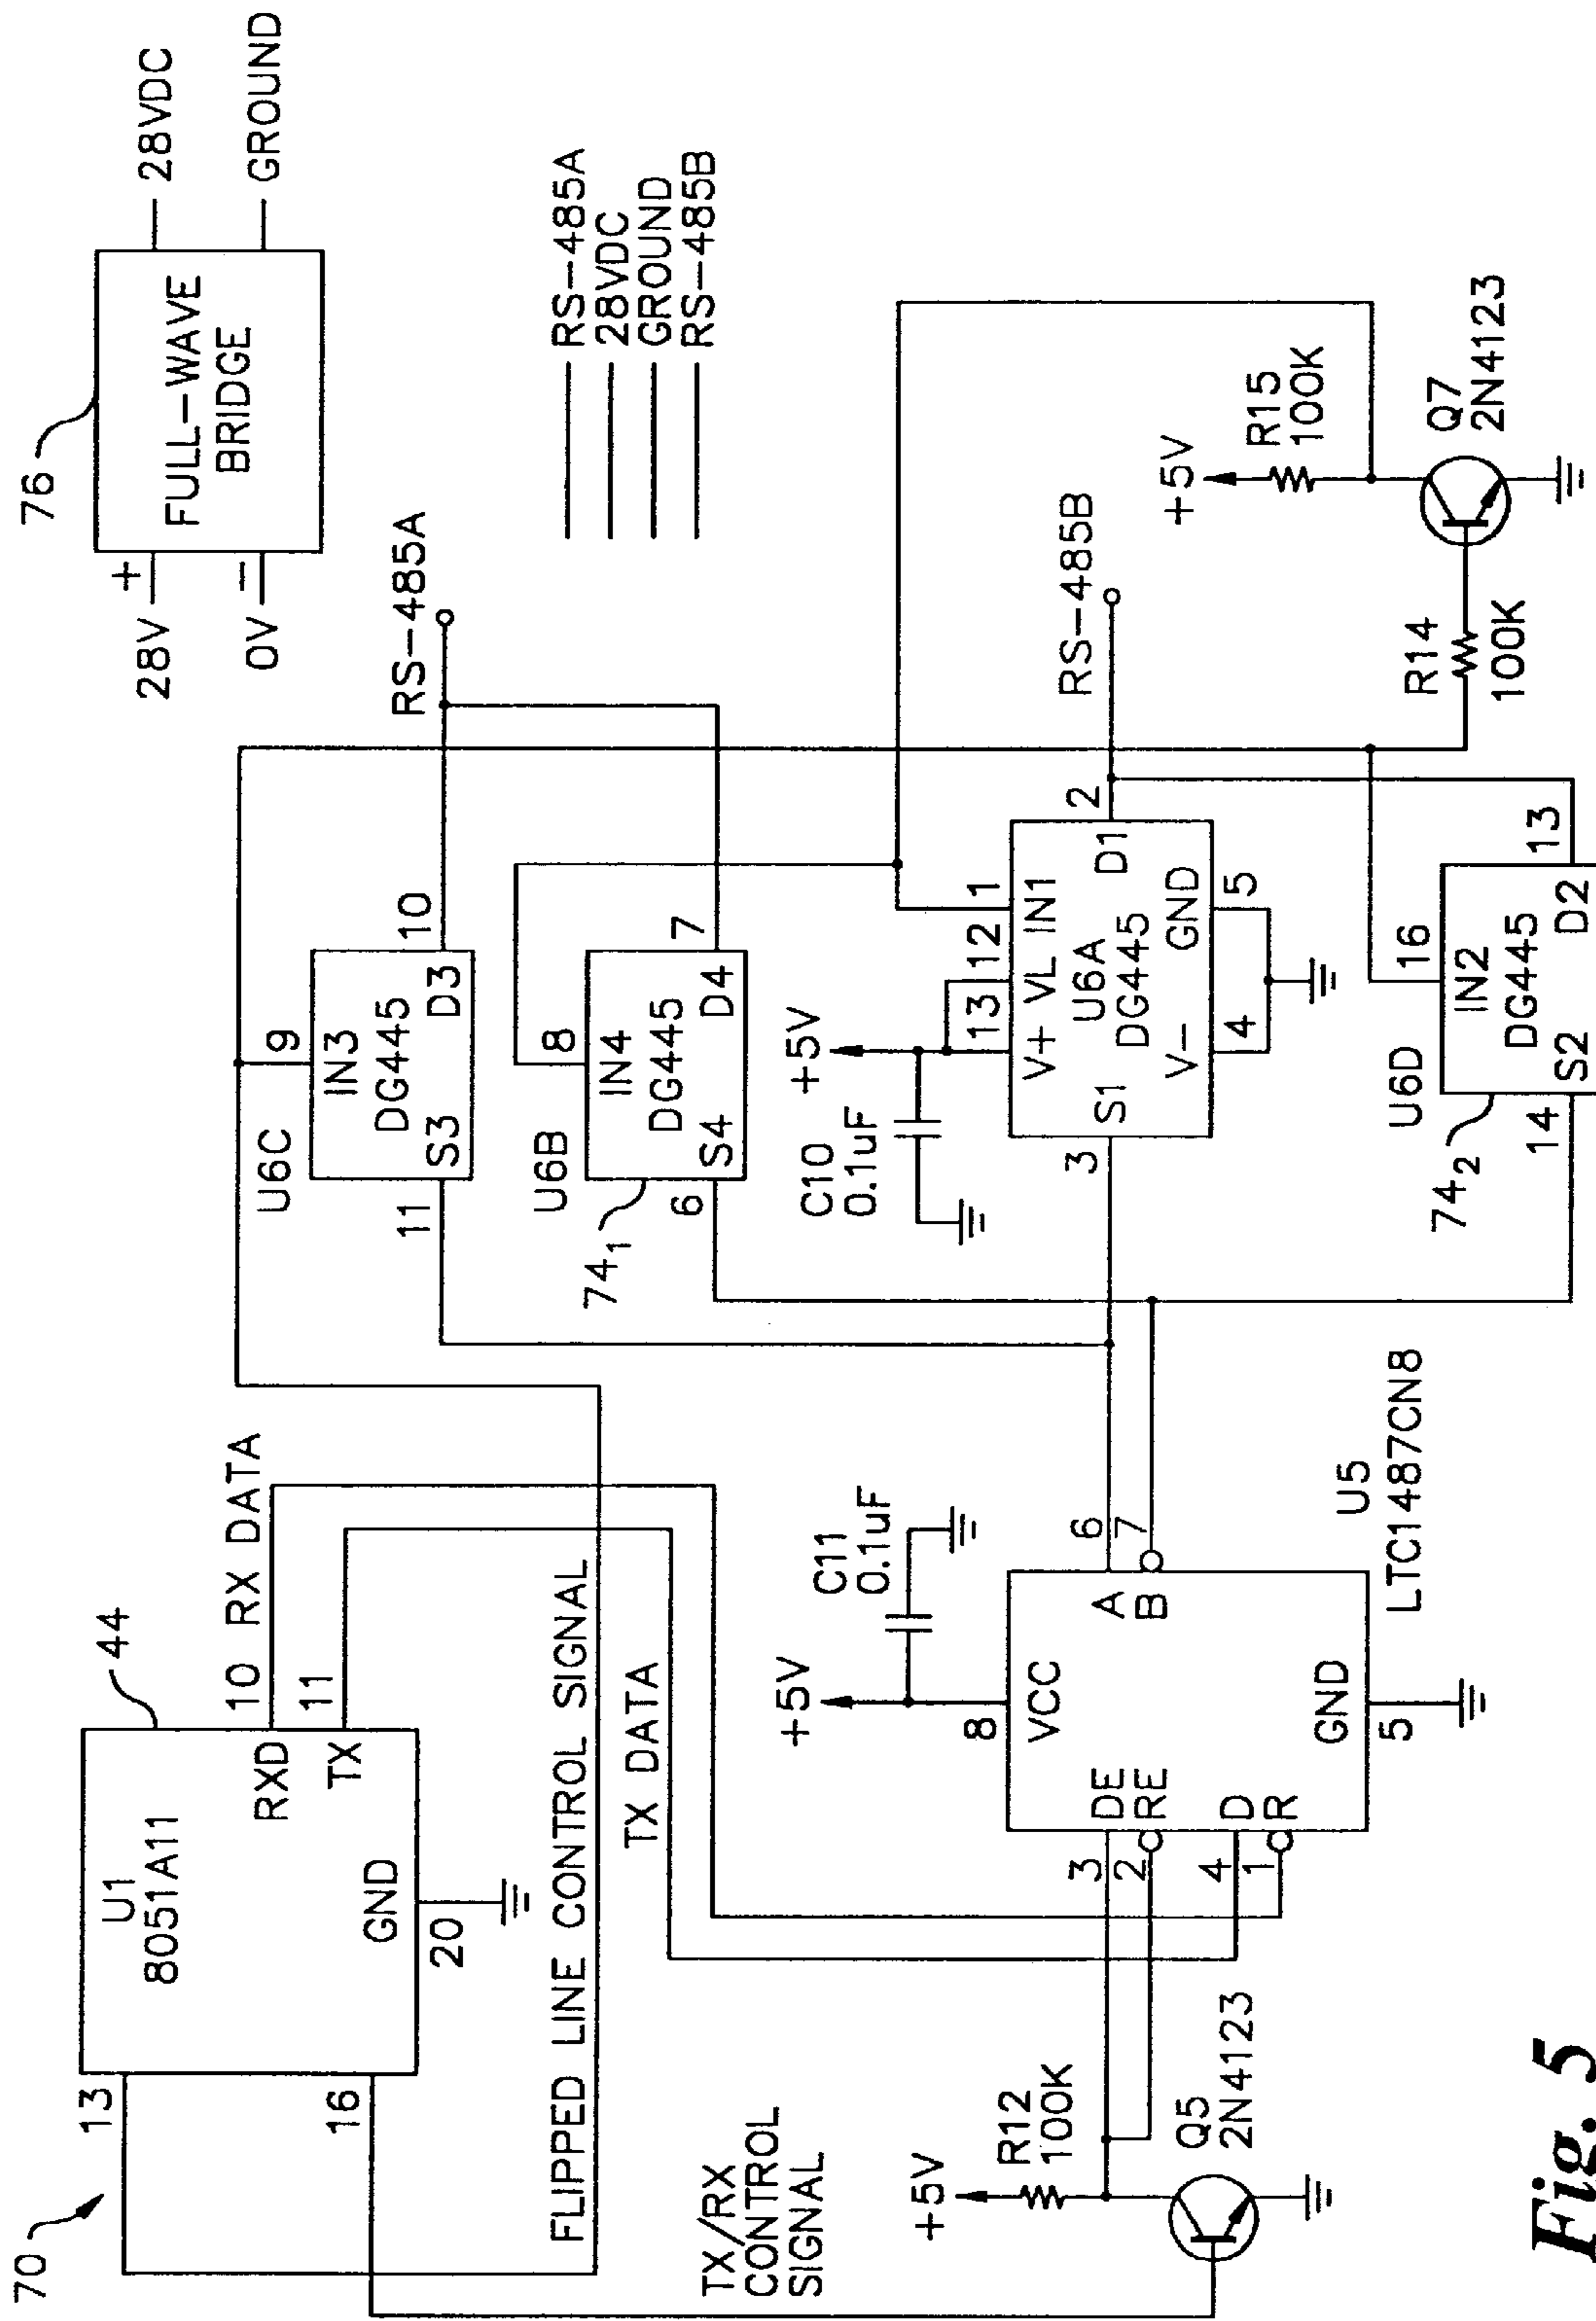 70
13
16
U1
8051A11
GND
20
RXD
TX
44
10 RX DATA
11
FLIPPED LINE CONTROL SIGNAL
TX DATA
TX/RX
CONTROL
SIGNAL
+5V
R12
100K
Q5
2N4123
3
2
4
1
DE
RE
D
R
8
VCC
GND
5
A
B
6
7
+5V
C11
0.1uF
U5
LTC1487CN8
U6C
9
IN3
DG445
S3
D3
11
10
U6B
8
IN4
DG445
S4
D4
6
7
74 1
RS-485A
C10
0.1uF
+5V
13
12
1
V+ VL IN1
U6A
DG445
S1
D1
V-
GND
3
2
4
5
RS-485B
U6D
16
IN2
DG445
S2
D2
14
13
74 2
R14
100K
+5V
R15
100K
Q7
2N4123
76
28V
+
0V
-
FULL-WAVE
BRIDGE
28VDC
GROUND
RS-485A
28VDC
GROUND
RS-485B
Fig. 5